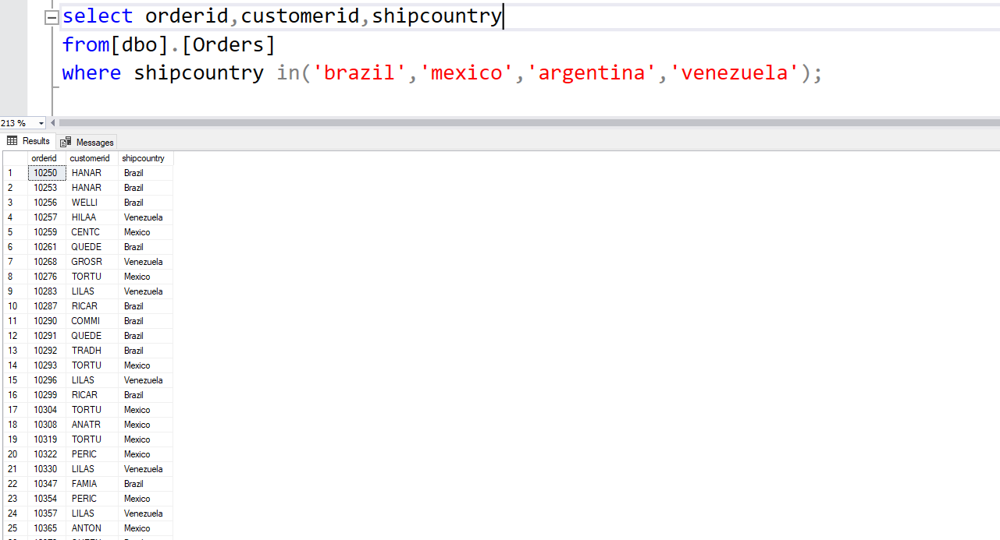 select orderid,customerid,shipcountry
from[dbo].[Orders]
where shipcountry in('brazil','mexico','argentina','venezuela');
213 %
Results Messages
orderid customerid shipcountry
1 10250 HANAR Brazil
2 10253 HANAR Brazil
3 10256 WELLI Brazil
4 10257 HILAA Venezuela
5 10259 CENTC Mexico
6 10261 QUEDE Brazil
7 10268 GROSR Venezuela
8 10276 TORTU Mexico
9 10283 LILAS Venezuela
10 10287 RICAR Brazil
11 10290 COMMI Brazil
12 10291 QUEDE Brazil
13 10292 TRADH Brazil
14 10293 TORTU Mexico
15 10296 LILAS Venezuela
16 10299 RICAR Brazil
17 10304 TORTU Mexico
18 10308 ANATR Mexico
19 10319 TORTU Mexico
20 10322 PERIC Mexico
21 10330 LILAS Venezuela
22 10347 FAMIA Brazil
23 10354 PERIC Mexico
24 10357 LILAS Venezuela
25 10365 ANTON Mexico